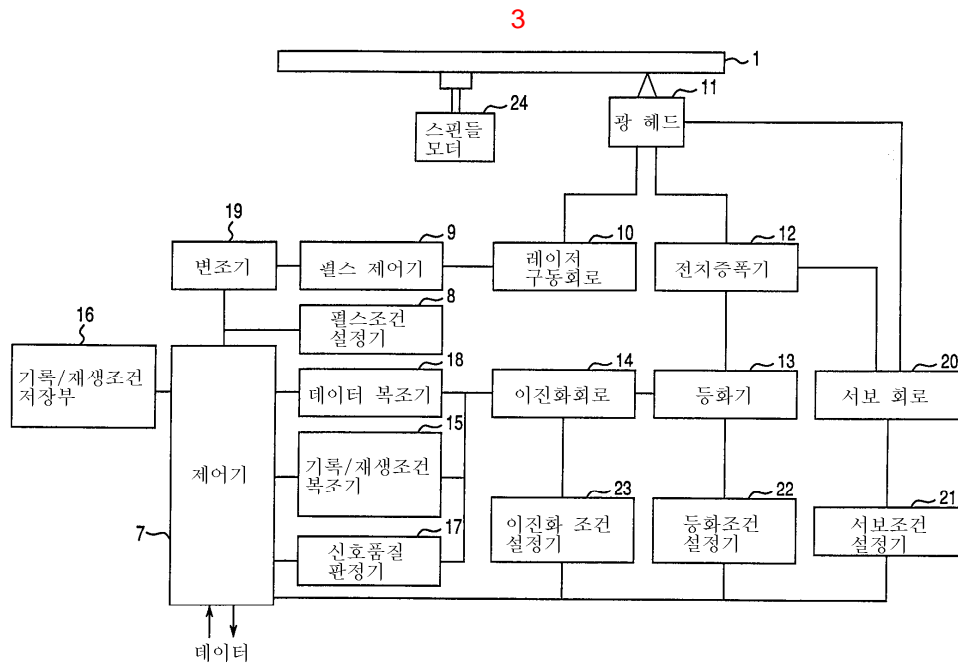 3
1
11
광 헤드
24
스핀들
모터
19
변조기
9
펄스 제어기
10
레이저
구동회로
12
전치증폭기
8
펄스조건
설정기
16
기록/재생조건
저장부
18
데이터 복조기
14
이진화회로
13
등화기
20
서보 회로
15
기록/재생조건
복조기
제어기
7
17
신호품질
판정기
23
이진화 조건
설정기
22
등화조건
설정기
21
서보조건
설정기
데이터